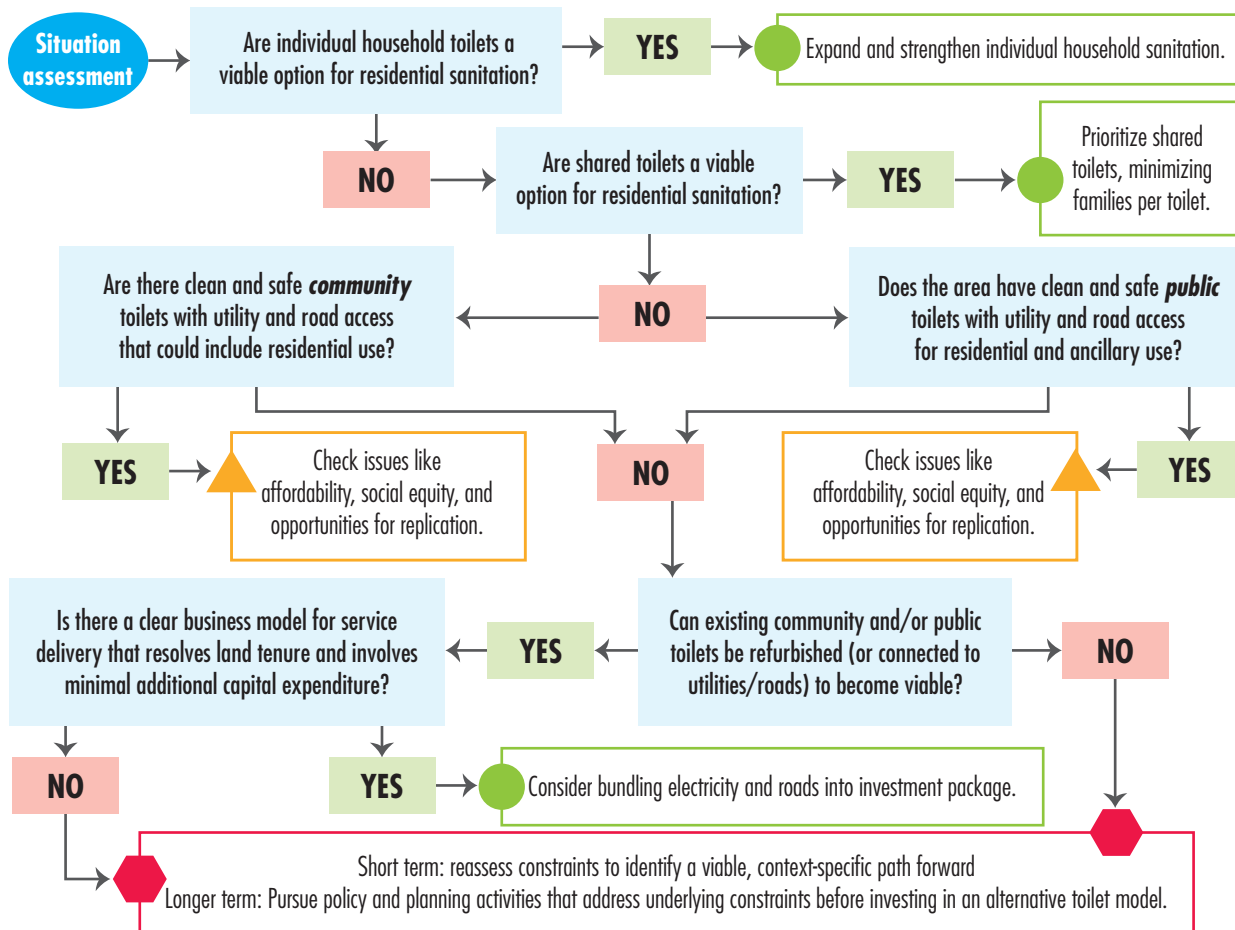 Situation
assessment
Are individual household toilets a
viable option for residential sanitation?
YES
Expand and strengthen individual household sanitation.
NO
Are shared toilets a viable
option for residential sanitation?
YES
Prioritize shared
toilets, minimizing
families per toilet.
Are there clean and safe community
toilets with utility and road access
that could include residential use?
NO
Does the area have clean and safe public
toilets with utility and road access
for residential and ancillary use?
YES
Check issues like
affordability, social equity, and
opportunities for replication.
NO
Check issues like
affordability, social equity, and
opportunities for replication.
YES
Is there a clear business model for service
delivery that resolves land tenure and involves
minimal additional capital expenditure?
YES
Can existing community and/or public
toilets be refurbished (or connected to
utilities/roads) to become viable?
NO
NO
YES
Consider bundling electricity and roads into investment package.
Short term: reassess constraints to identify a viable, context-specific path forward
Longer term: Pursue policy and planning activities that address underlying constraints before investing in an alternative toilet model.